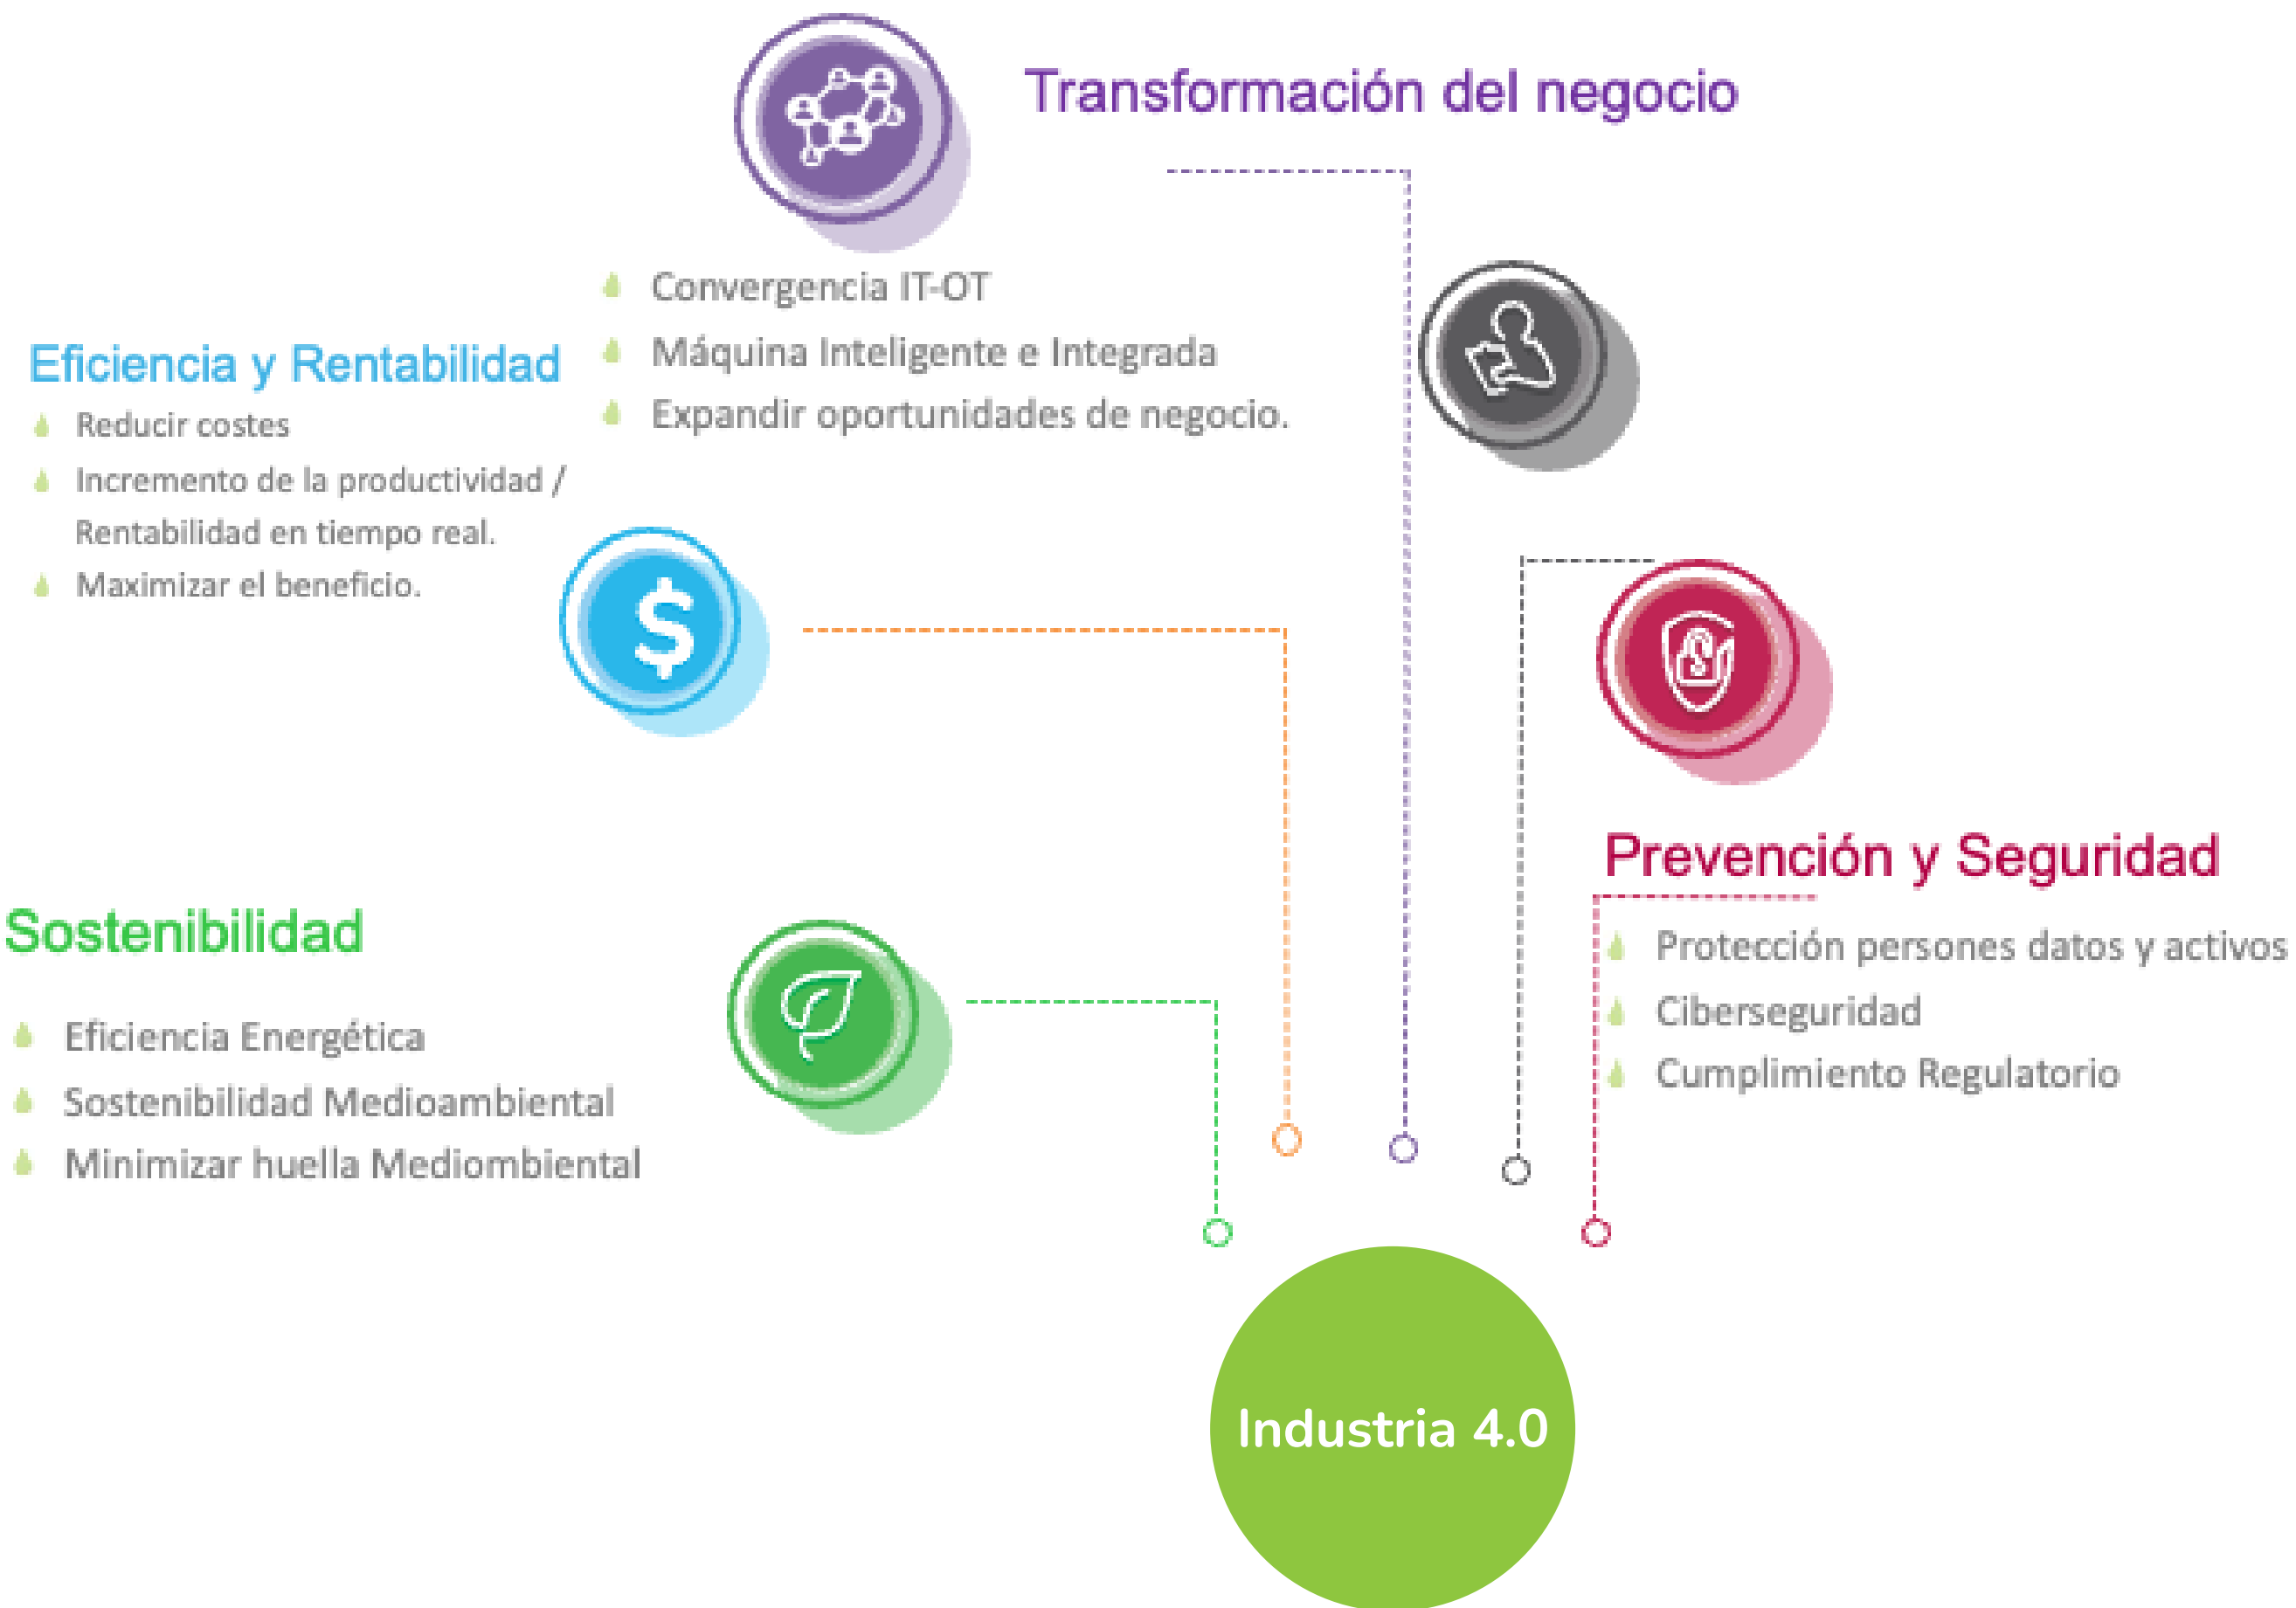 Transformación del negocio
Convergencia IT-OT
Máquina Inteligente e Integrada
Expandir oportunidades de negocio.
Eficiencia y Rentabilidad
Reducir costes
Incremento de la productividad /
Rentabilidad en tiempo real.
Maximizar el beneficio.
$
Prevención y Seguridad
Protección persones datos y activos
Ciberseguridad
Cumplimiento Regulatorio
Sostenibilidad
Eficiencia Energética
Sostenibilidad Medioambiental
Minimizar huella Mediombiental
Industria 4.0